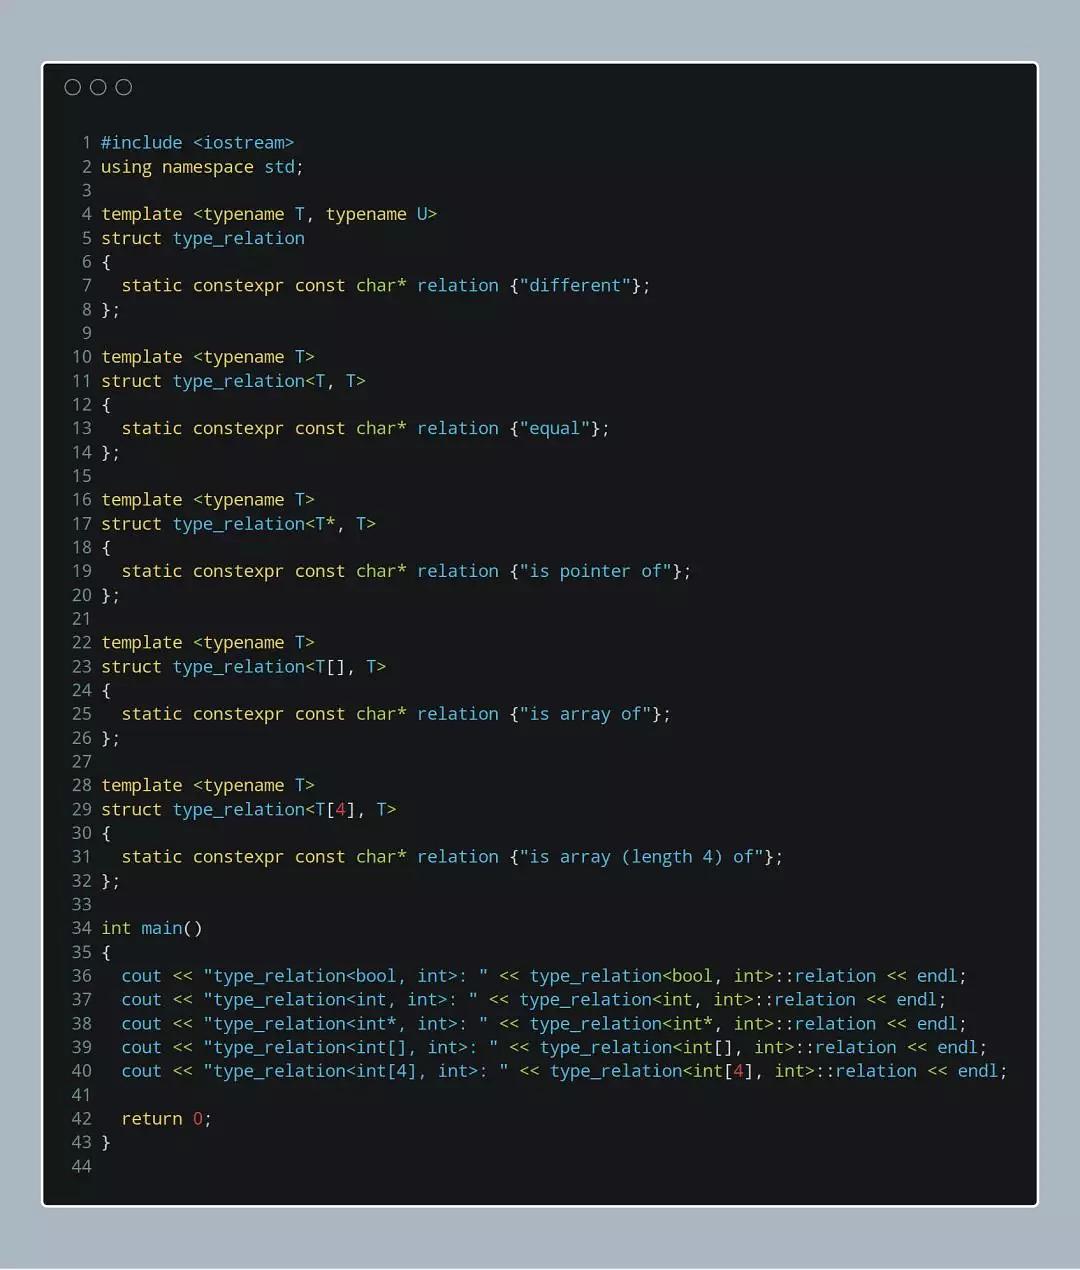 1 #include <iostream>
2 using namespace std;
3
4 template <typename T, typename U>
5 struct type_relation
6 {
7   static constexpr const char* relation {"different"};
8 };
9
10 template <typename T>
11 struct type_relation<T, T>
12 {
13   static constexpr const char* relation {"equal"};
14 };
15
16 template <typename T>
17 struct type_relation<T*, T>
18 {
19   static constexpr const char* relation {"is pointer of"};
20 };
21
22 template <typename T>
23 struct type_relation<T[], T>
24 {
25   static constexpr const char* relation {"is array of"};
26 };
27
28 template <typename T>
29 struct type_relation<T[4], T>
30 {
31   static constexpr const char* relation {"is array (length 4) of"};
32 };
33
34 int main()
35 {
36   cout << "type_relation<bool, int>: " << type_relation<bool, int>::relation << endl;
37   cout << "type_relation<int, int>: " << type_relation<int, int>::relation << endl;
38   cout << "type_relation<int*, int>: " << type_relation<int*, int>::relation << endl;
39   cout << "type_relation<int[], int>: " << type_relation<int[], int>::relation << endl;
40   cout << "type_relation<int[4], int>: " << type_relation<int[4], int>::relation << endl;
41
42   return 0;
43 }
44